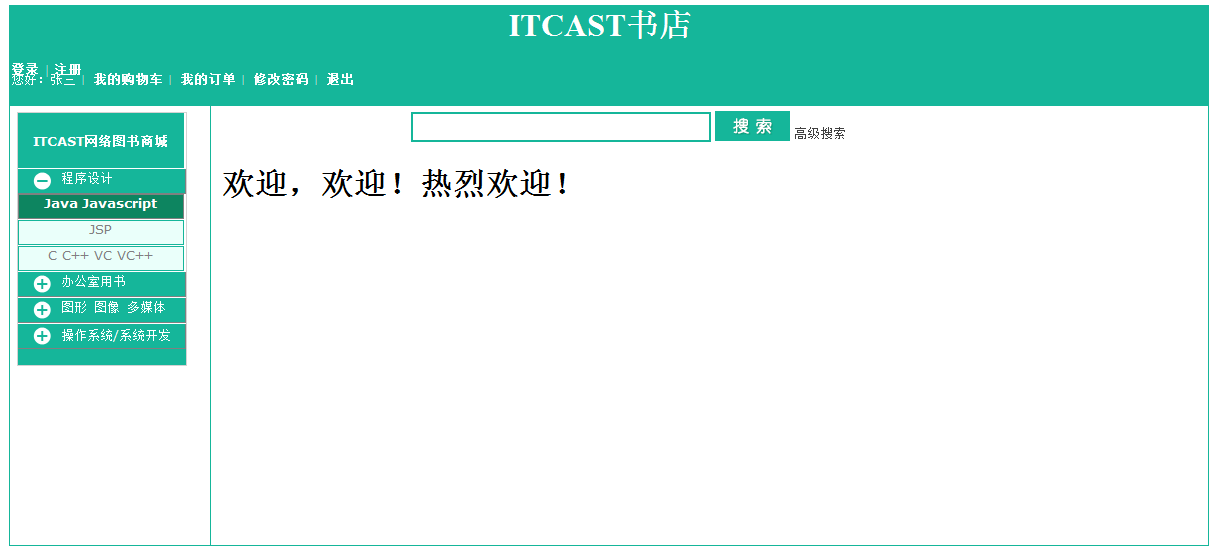 ITCAST书店
登录 | 注册
您好：张三 | 我的购物车 | 我的订单 | 修改密码 | 退出
搜 索 高级搜索
ITCAST网络图书商城
程序设计
Java Javascript
JSP
C C++ VC VC++
办公室用书
图形 图像 多媒体
操作系统/系统开发
欢迎，欢迎！热烈欢迎！